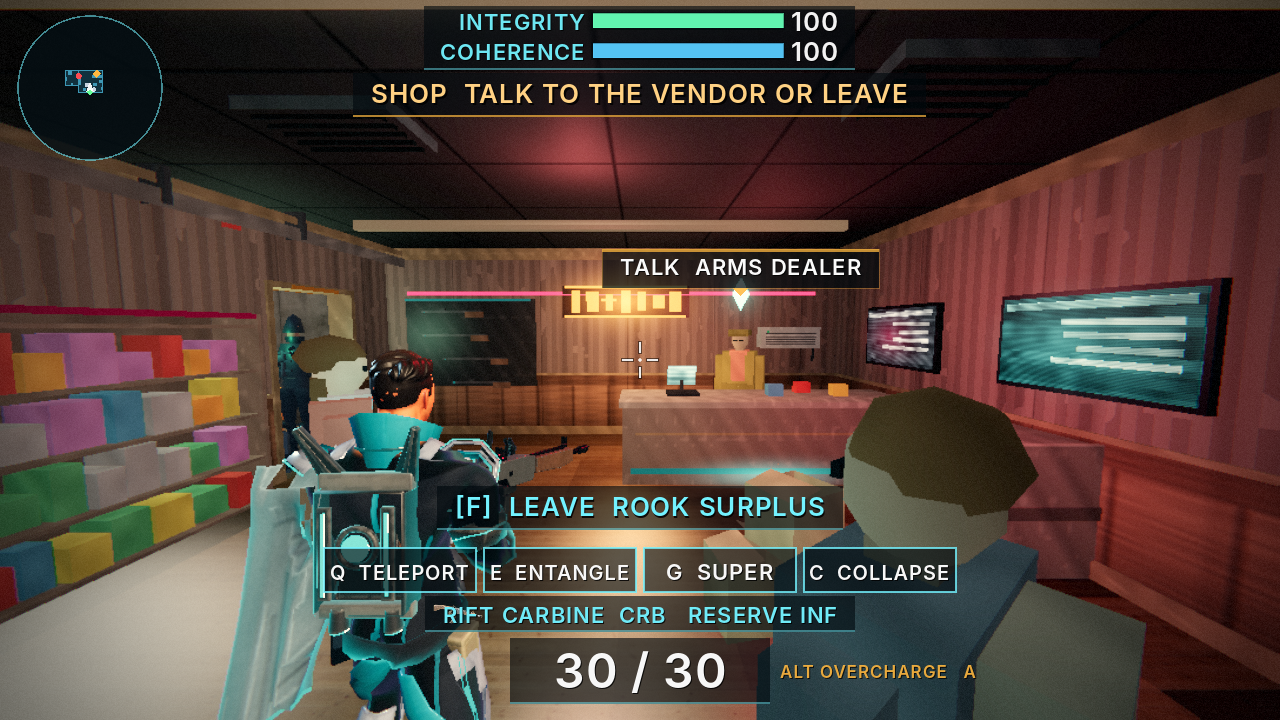 INTEGRITY 100
COHERENCE 100
SHOP TALK TO THE VENDOR OR LEAVE
TALK ARMS DEALER
[F] LEAVE ROOK SURPLUS
Q TELEPORT
E ENTANGLE
G SUPER
C COLLAPSE
RIFT CARBINE CRB RESERVE INF
30 / 30
ALT OVERCHARGE A